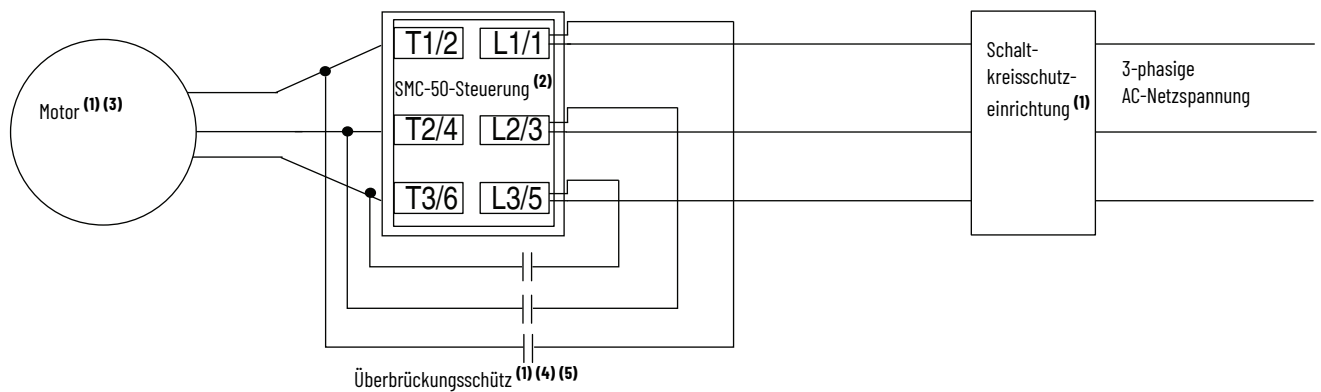 Motor (1) (3)
T1/2 L1/1
SMC-50-Steuerung (2)
T2/4 L2/3
T3/6 L3/5
Schalt-
kreisschutz-
einrichtung (1)
3-phasige
AC-Netzspannung
Überbrückungsschütz (1) (4) (5)